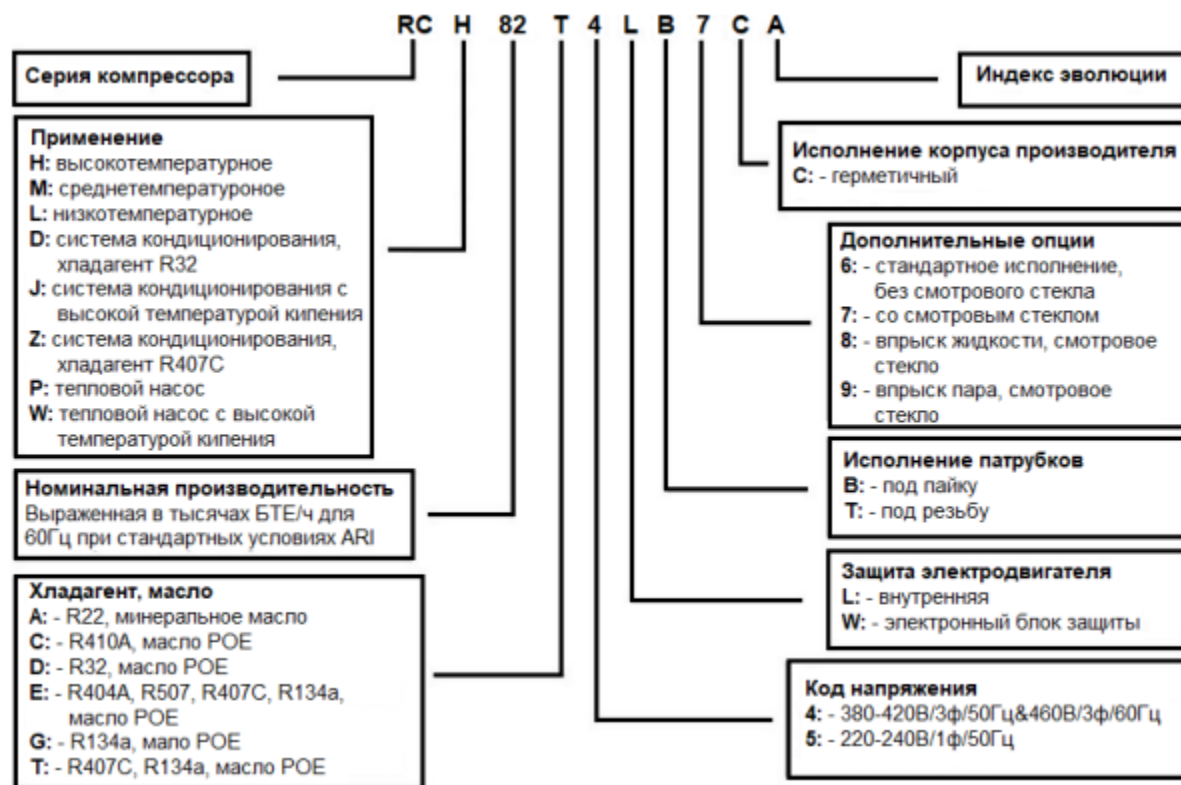 RC H 82 T 4 L B 7 C A
Серия компрессора
Применение
H: высокотемпературное
M: среднетемпературоное
L: низкотемпературное
D: система кондиционирования,
хладагент R32
J: система кондиционирования с
высокой температурой кипения
Z: система кондиционирования,
хладагент R407C
P: тепловой насос
W: тепловой насос с высокой
температурой кипения
Номинальная производительность
Выраженная в тысячах БТЕ/ч для
60Гц при стандартных условиях ARI
Хладагент, масло
A: - R22, минеральное масло
C: - R410A, масло POE
D: - R32, масло POE
E: - R404A, R507, R407C, R134a,
масло POE
G: - R134a, мало POE
T: - R407C, R134a, масло POE
Индекс эволюции
Исполнение корпуса производителя
C: - герметичный
Дополнительные опции
6: - стандартное исполнение,
без смотрового стекла
7: - со смотровым стеклом
8: - впрыск жидкости, смотровое
стекло
9: - впрыск пара, смотровое
стекло
Исполнение патрубков
B: - под пайку
T: - под резьбу
Защита электродвигателя
L: - внутренняя
W: - электронный блок защиты
Код напряжения
4: - 380-420В/3ф/50Гц&460В/3ф/60Гц
5: - 220-240В/1ф/50Гц